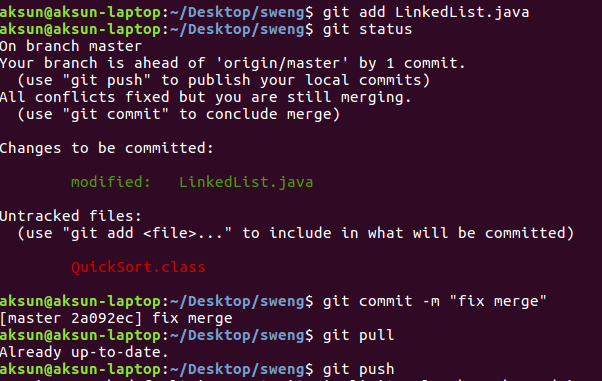 aksun@aksun-laptop:~/Desktop/sweng$ git add LinkedList.java
aksun@aksun-laptop:~/Desktop/sweng$ git status
On branch master
Your branch is ahead of 'origin/master' by 1 commit.
(use "git push" to publish your local commits)
All conflicts fixed but you are still merging.
(use "git commit" to conclude merge)
Changes to be committed:
modified: LinkedList.java
Untracked files:
(use "git add <file>..." to include in what will be committed)
QuickSort.class
aksun@aksun-laptop:~/Desktop/sweng$ git commit -m "fix merge"
[master 2a092ec] fix merge
aksun@aksun-laptop:~/Desktop/sweng$ git pull
Already up-to-date.
aksun@aksun-laptop:~/Desktop/sweng$ git push